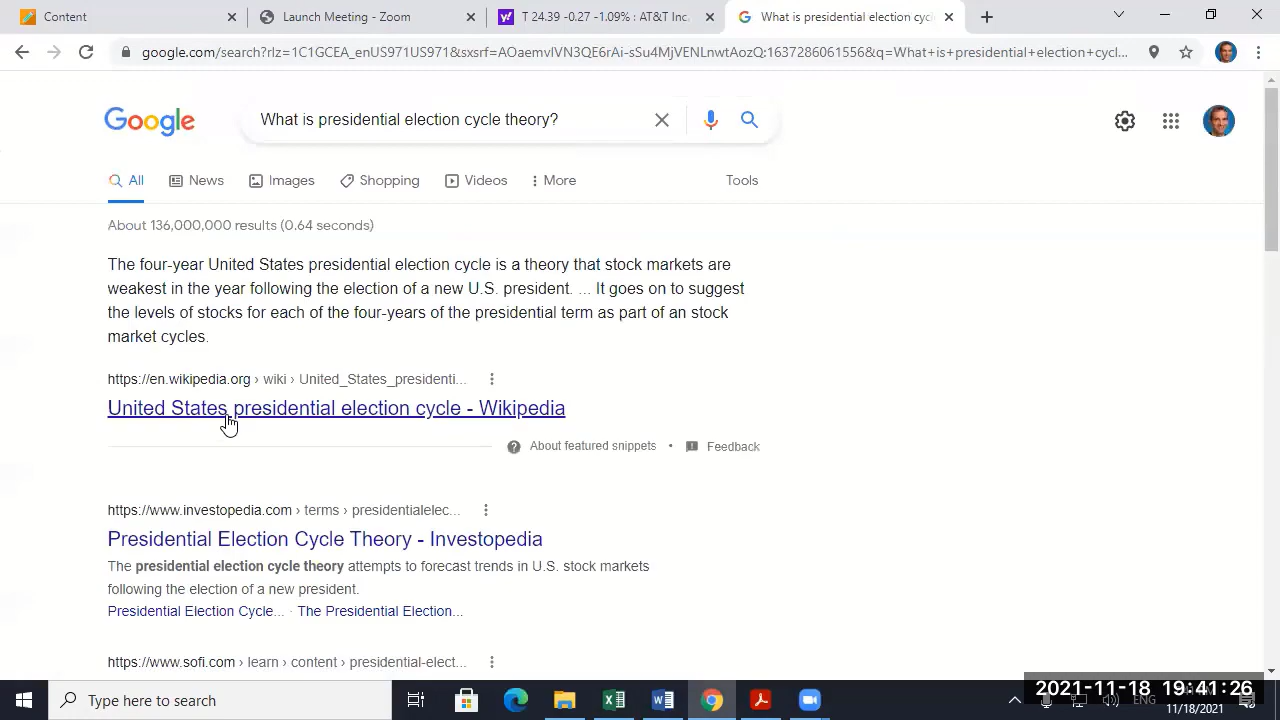 Content
Launch Meeting - Zoom
T 24.39 -0.27 -1.09% : AT&T Inc.
What is presidential election cycl
google.com/search?rlz=1C1GCEA_enUS971US971&sxsrf=AOaemvlVN3QE6rAi-sSu4MjVENLnwtAozQ:1637286061556&q=What+is+presidential+election+cycl...
Google
What is presidential election cycle theory?
All
News
Images
Shopping
Videos
More
Tools
About 136,000,000 results (0.64 seconds)
The four-year United States presidential election cycle is a theory that stock markets are
weakest in the year following the election of a new U.S. president. ... It goes on to suggest
the levels of stocks for each of the four-years of the presidential term as part of an stock
market cycles.
https://en.wikipedia.org › wiki › United_States_presidenti...
United States presidential election cycle - Wikipedia
About featured snippets • Feedback
https://www.investopedia.com › terms › presidentialelec...
Presidential Election Cycle Theory - Investopedia
The presidential election cycle theory attempts to forecast trends in U.S. stock markets
following the election of a new president.
Presidential Election Cycle... · The Presidential Election...
https://www.sofi.com › learn › content › presidential-elect...
Type here to search
2021-11-18 19:41:26
ENG
11/18/2021